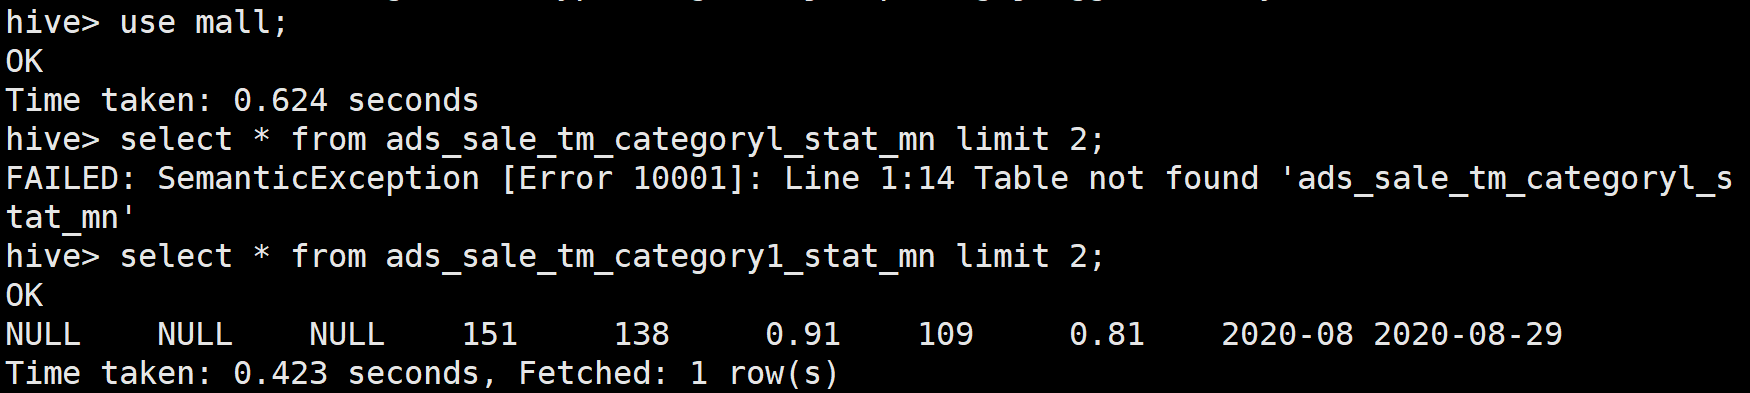 hive> use mall;
OK
Time taken: 0.624 seconds
hive> select * from ads_sale_tm_categoryl_stat_mn limit 2;
FAILED: SemanticException [Error 10001]: Line 1:14 Table not found 'ads_sale_tm_categoryl_s
tat_mn'
hive> select * from ads_sale_tm_category1_stat_mn limit 2;
OK
NULL    NULL    NULL    151     138     0.91    109     0.81    2020-08 2020-08-29
Time taken: 0.423 seconds, Fetched: 1 row(s)